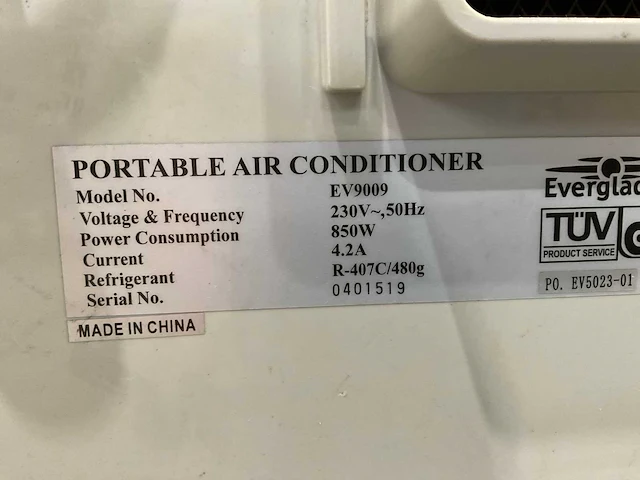 PORTABLE AIR CONDITIONER
Model No. EV9009
Voltage & Frequency 230V~,50Hz
Power Consumption 850W
Current 4.2A
Refrigerant R-407C/480g
Serial No. 0401519
MADE IN CHINA
Everglad
TÜV
PRODUCT SERVICE
PO. EV5023-01